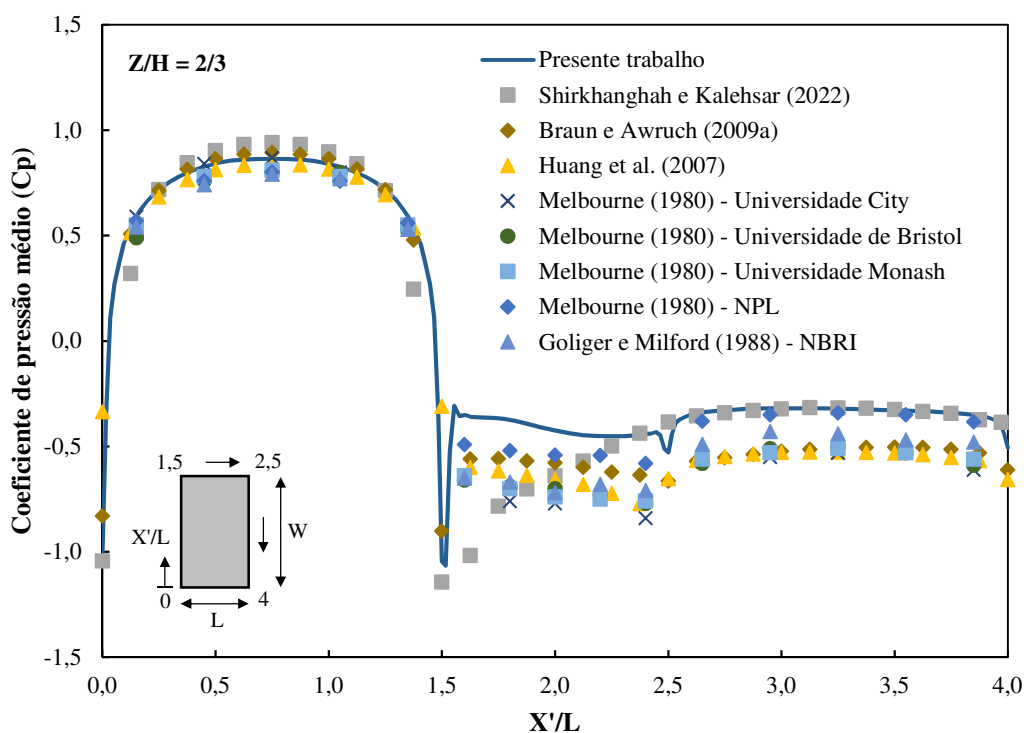 1,5
1,0
0,5
0,0
-0,5
-1,0
-1,5
Coeficiente de pressão médio (Cp)
Z/H = 2/3
Presente trabalho
Shirkhanghah e Kalehsar (2022)
Braun e Awruch (2009a)
Huang et al. (2007)
Melbourne (1980) - Universidade City
Melbourne (1980) - Universidade de Bristol
Melbourne (1980) - Universidade Monash
Melbourne (1980) - NPL
Goliger e Milford (1988) - NBRI
1,5 2,5
X'/L W
0 4
L
0,0 0,5 1,0 1,5 2,0 2,5 3,0 3,5 4,0
X'/L